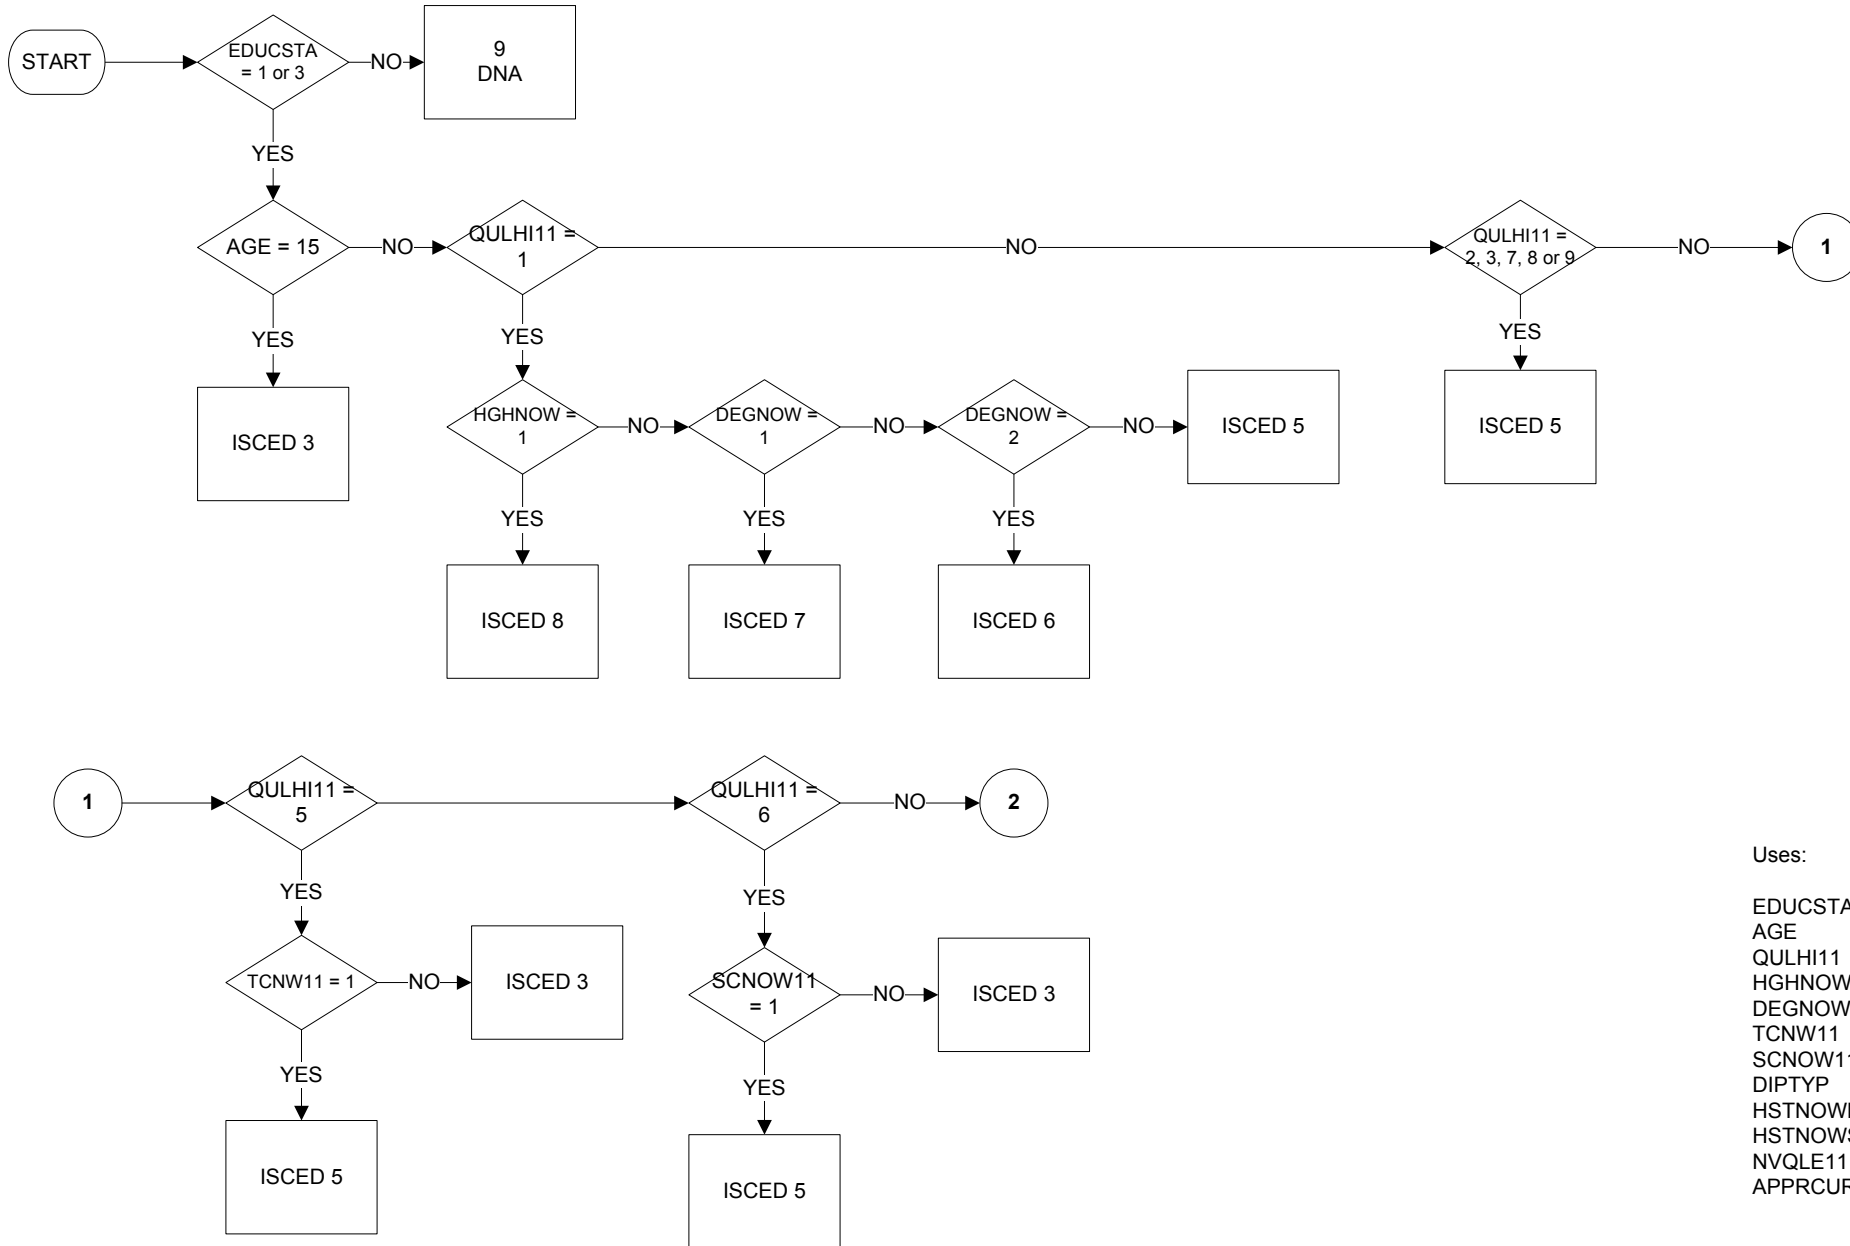 START
EDUCSTA
= 1 or 3
NO
9
DNA
YES
AGE = 15
NO
QULHI11 =
1
NO
QULHI11 =
2, 3, 7, 8 or 9
NO
1
YES
YES
YES
ISCED 3
HGHNOW =
1
NO
DEGNOW =
1
NO
DEGNOW =
2
NO
ISCED 5
ISCED 5
YES
YES
YES
ISCED 8
ISCED 7
ISCED 6
1
QULHI11 =
5
QULHI11 =
6
NO
2
YES
YES
TCNW11 = 1
NO
ISCED 3
SCNOW11
= 1
NO
ISCED 3
YES
YES
ISCED 5
ISCED 5
Uses:
EDUCSTA
AGE
QULHI11
HGHNOW
DEGNOW
TCNW11
SCNOW11
DIPTYP
NVQLE11